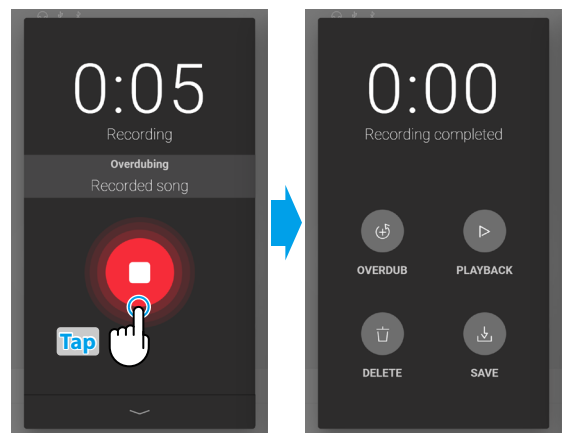 0:05
Recording
Overdubing
Recorded song
Tap
0:00
Recording completed
OVERDUB
PLAYBACK
DELETE
SAVE